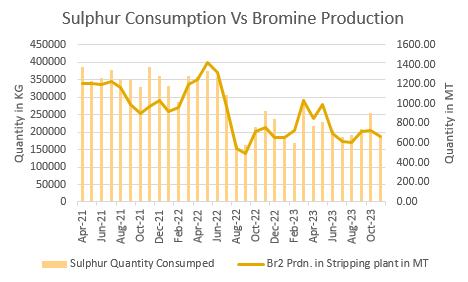 Sulphur Consumption Vs Bromine Production
450000
400000
350000
300000
250000
200000
150000
100000
50000
0
Quantity in KG
1600.00
1400.00
1200.00
1000.00
800.00
600.00
400.00
200.00
0.00
Quantity in MT
Apr-21
Jun-21
Aug-21
Oct-21
Dec-21
Feb-22
Apr-22
Jun-22
Aug-22
Oct-22
Dec-22
Feb-23
Apr-23
Jun-23
Aug-23
Oct-23
Sulphur Quantity Consumped
Br2 Prdn. in Stripping plant in MT